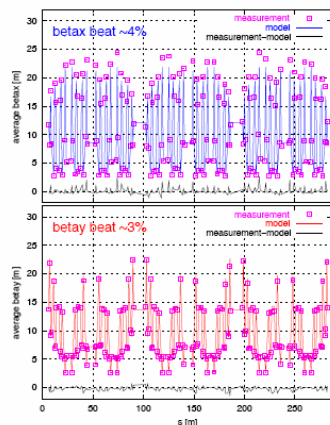 betax beat ~4%
measurement
model
measurement-model
average betax [m]
30
25
20
15
10
5
0
betay beat ~3%
measurement
model
measurement-model
average betay [m]
30
25
20
15
10
5
0
0 50 100 150 200 250
s [m]